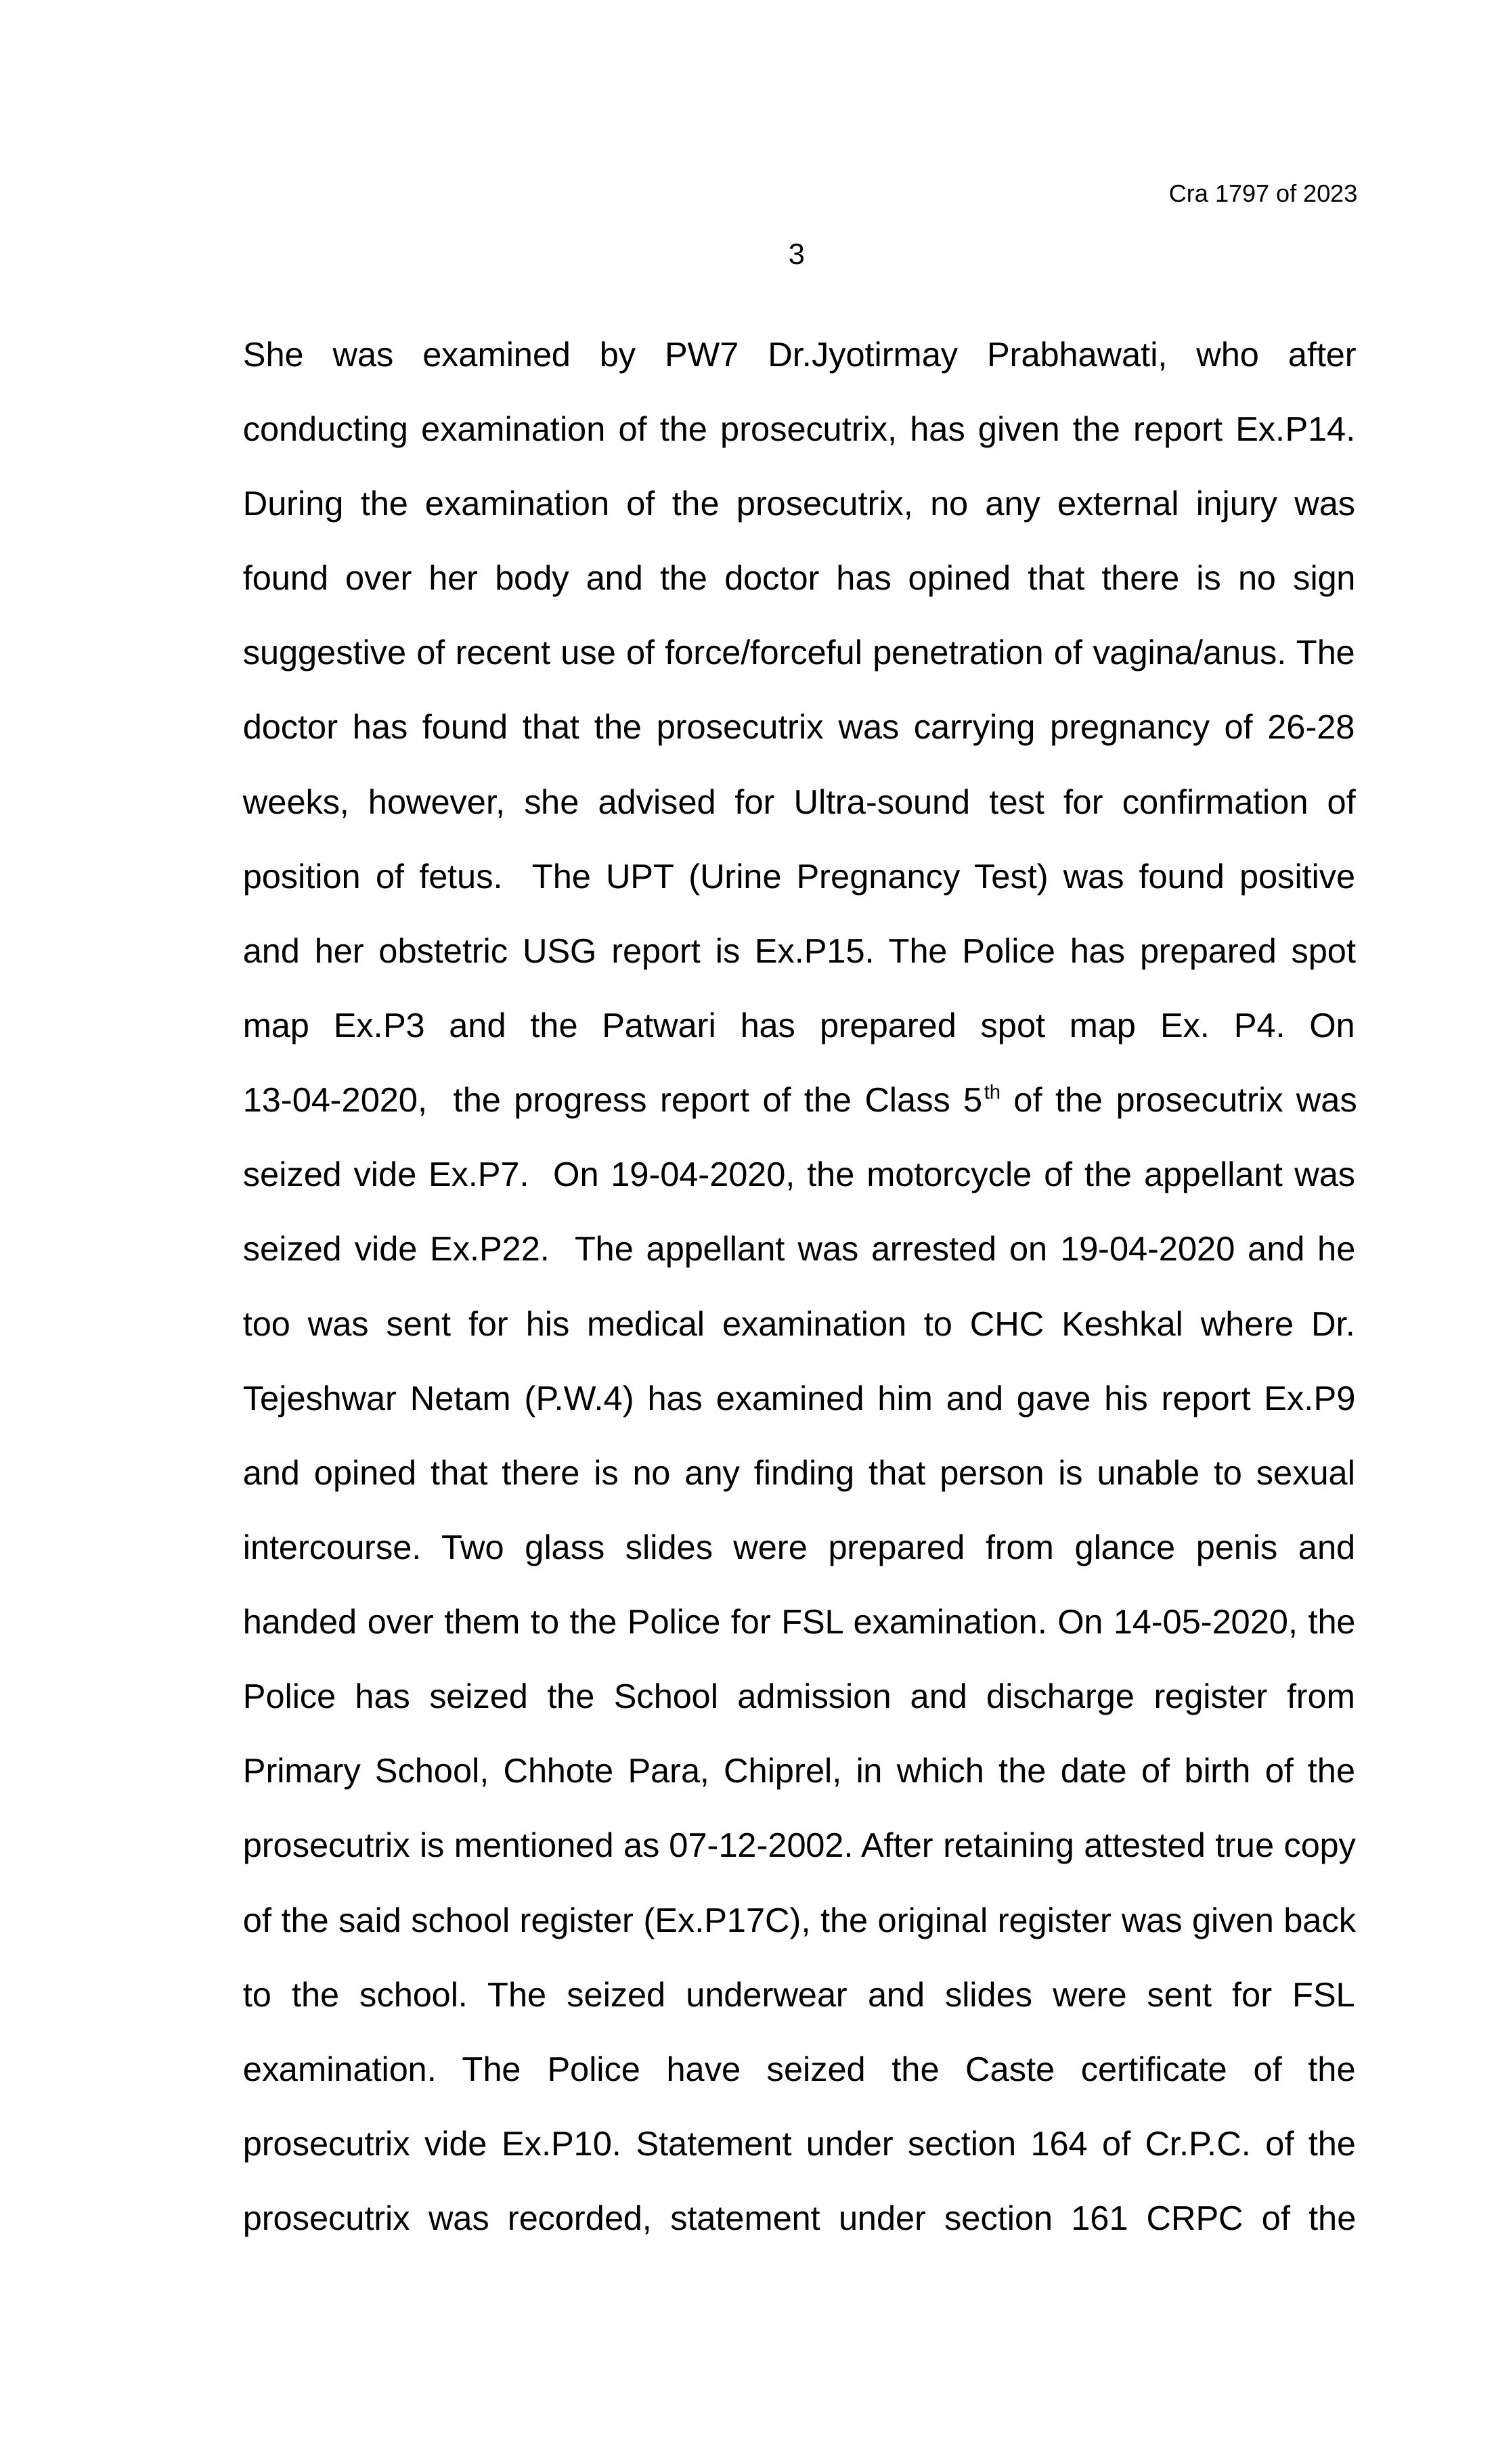 Cra 1797 of 2023
3
She was examined by PW7 Dr.Jyotirmay Prabhawati, who after
conducting examination of the prosecutrix, has given the report Ex.P14.
During the examination of the prosecutrix, no any external injury was
found over her body and the doctor has opined that there is no sign
suggestive of recent use of force/forceful penetration of vagina/anus. The
doctor has found that the prosecutrix was carrying pregnancy of 26-28
weeks, however, she advised for Ultra-sound test for confirmation of
position of fetus.  The UPT (Urine Pregnancy Test) was found positive
and her obstetric USG report is Ex.P15. The Police has prepared spot
map Ex.P3 and the Patwari has prepared spot map Ex. P4. On
13-04-2020,  the progress report of the Class 5th of the prosecutrix was
seized vide Ex.P7.  On 19-04-2020, the motorcycle of the appellant was
seized vide Ex.P22.  The appellant was arrested on 19-04-2020 and he
too was sent for his medical examination to CHC Keshkal where Dr.
Tejeshwar Netam (P.W.4) has examined him and gave his report Ex.P9
and opined that there is no any finding that person is unable to sexual
intercourse. Two glass slides were prepared from glance penis and
handed over them to the Police for FSL examination. On 14-05-2020, the
Police has seized the School admission and discharge register from
Primary School, Chhote Para, Chiprel, in which the date of birth of the
prosecutrix is mentioned as 07-12-2002. After retaining attested true copy
of the said school register (Ex.P17C), the original register was given back
to the school. The seized underwear and slides were sent for FSL
examination. The Police have seized the Caste certificate of the
prosecutrix vide Ex.P10. Statement under section 164 of Cr.P.C. of the
prosecutrix was recorded, statement under section 161 CRPC of the